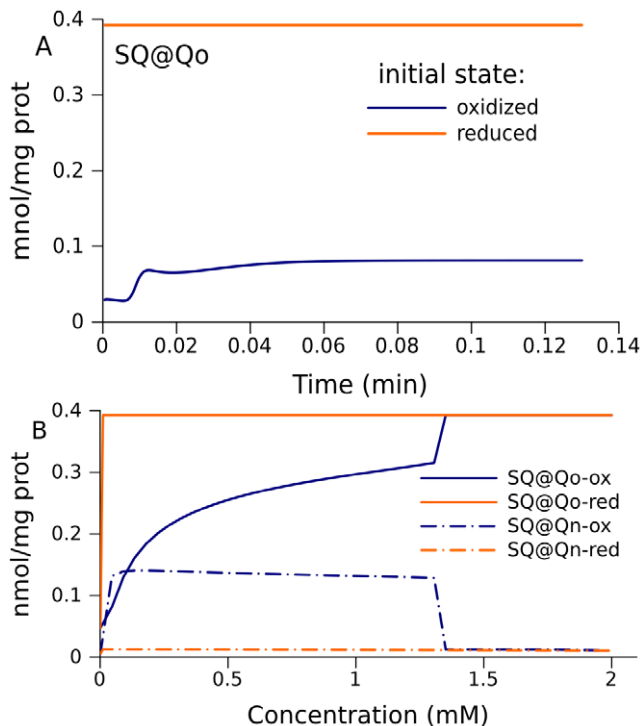 A
SQ@Qo
initial state:
oxidized
reduced
0.4
0.3
0.2
0.1
0
mnol/mg prot
0 0.02 0.04 0.06 0.08 0.1 0.12 0.14
Time (min)
B
0.4
0.3
0.2
0.1
0
nmol/mg prot
SQ@Qo-ox
SQ@Qo-red
SQ@Qn-ox
SQ@Qn-red
0 0.5 1 1.5 2
Concentration (mM)